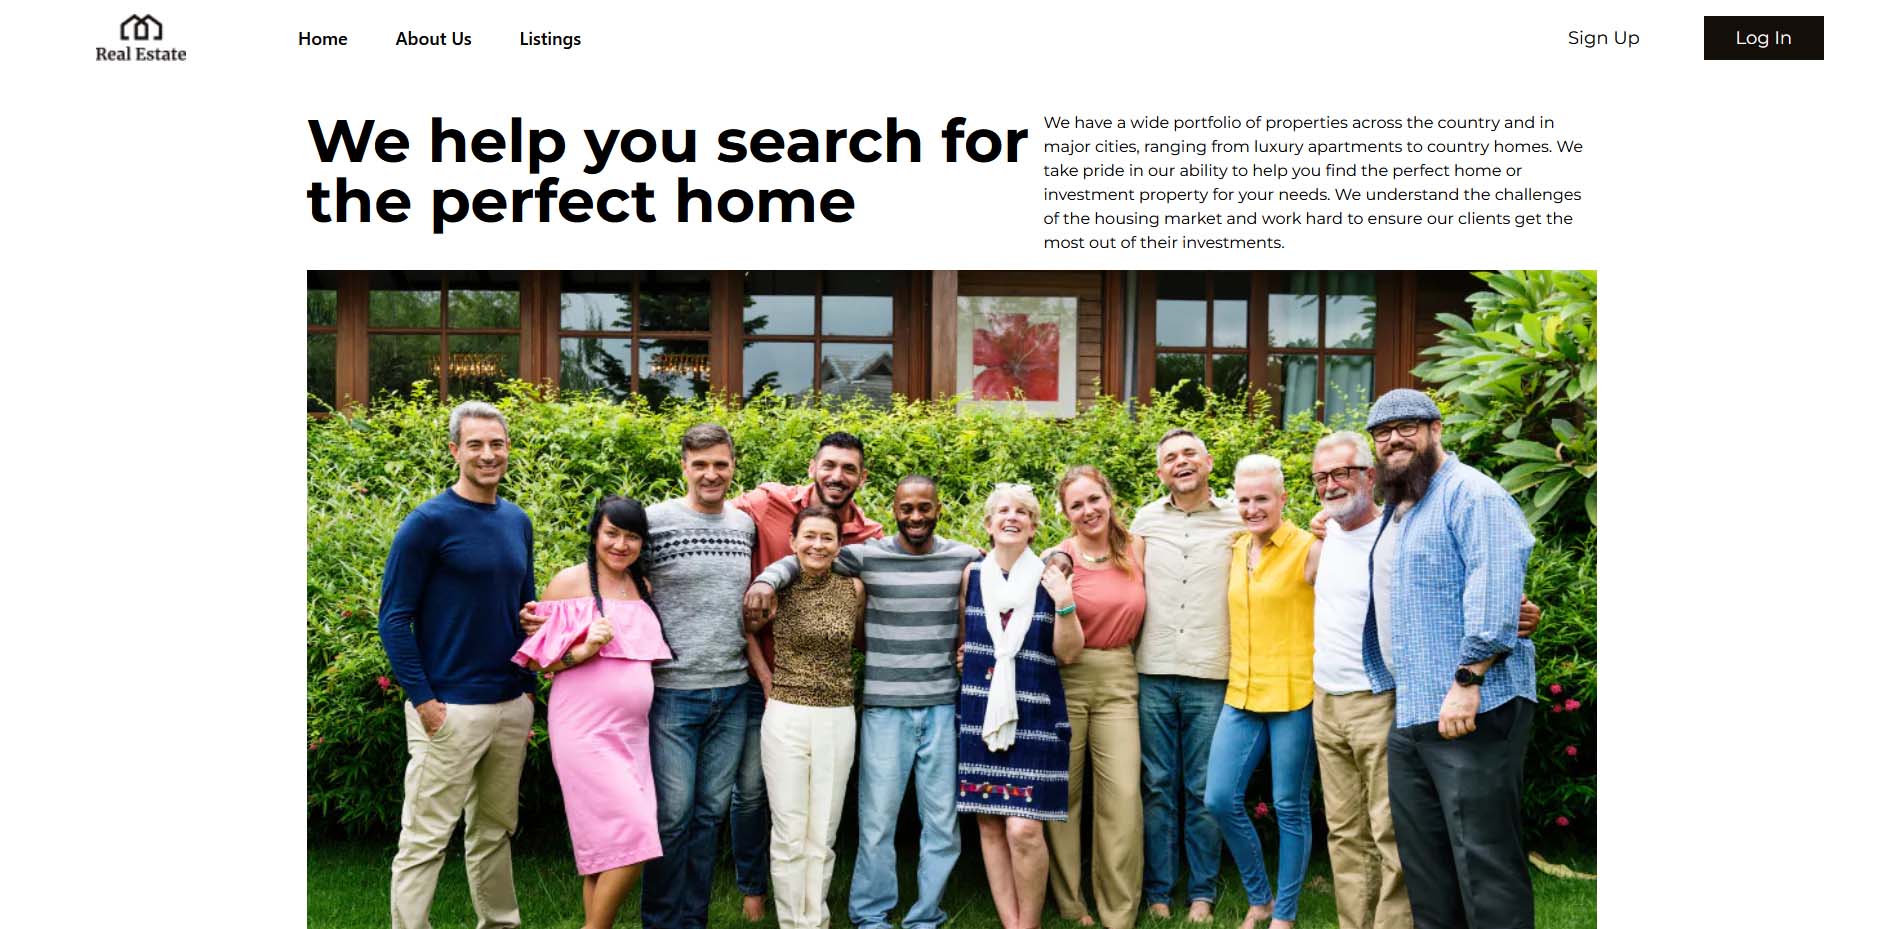 Real Estate
Home
About Us
Listings
Sign Up
Log In
We help you search for
the perfect home
We have a wide portfolio of properties across the country and in
major cities, ranging from luxury apartments to country homes. We
take pride in our ability to help you find the perfect home or
investment property for your needs. We understand the challenges
of the housing market and work hard to ensure our clients get the
most out of their investments.